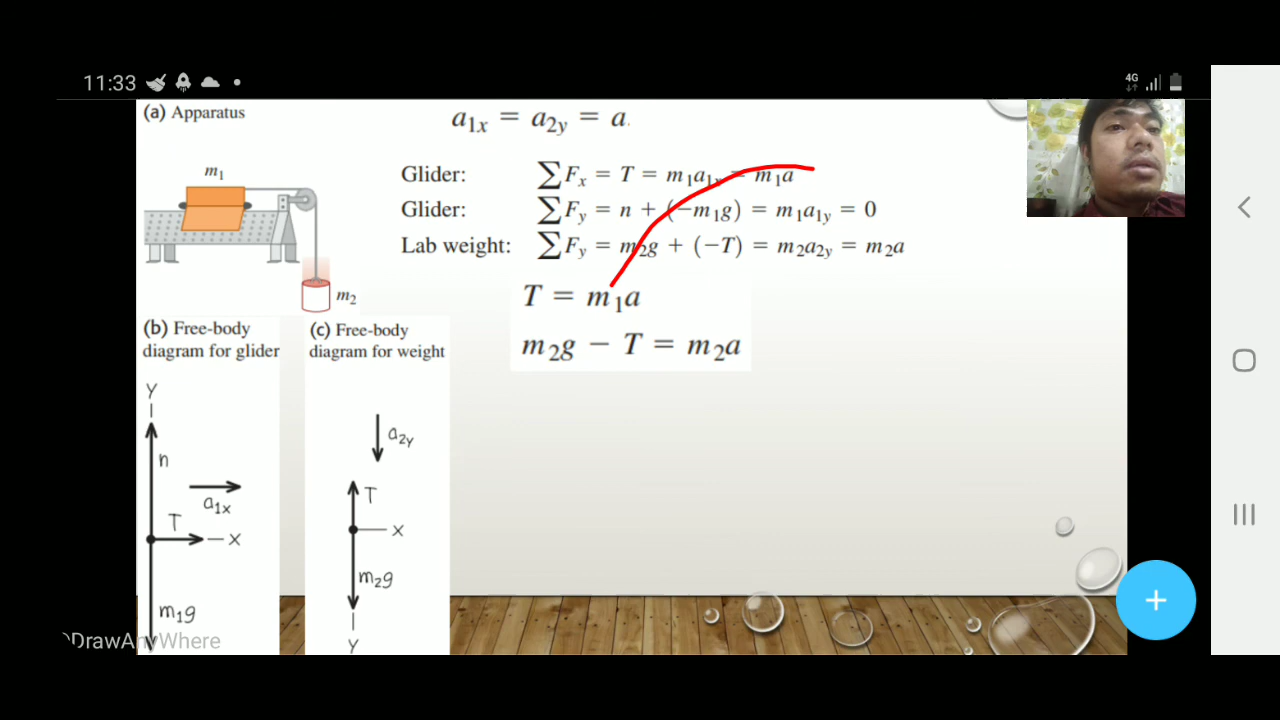 11:33
4G
(a) Apparatus
a₁ₓ = a₂y = a.
m₁
Glider: ∑Fₓ = T = m₁a₁ₓ = m₁a
Glider: ∑Fy = n + (−m₁g) = m₁a₁y = 0
Lab weight: ∑Fy = m₂g + (−T) = m₂a₂y = m₂a
m₂
T = m₁a
m₂g − T = m₂a
(b) Free-body
diagram for glider
Y
n
a₁ₓ
T
X
m₁g
(c) Free-body
diagram for weight
a₂y
T
X
m₂g
Y
DrawAnyWhere